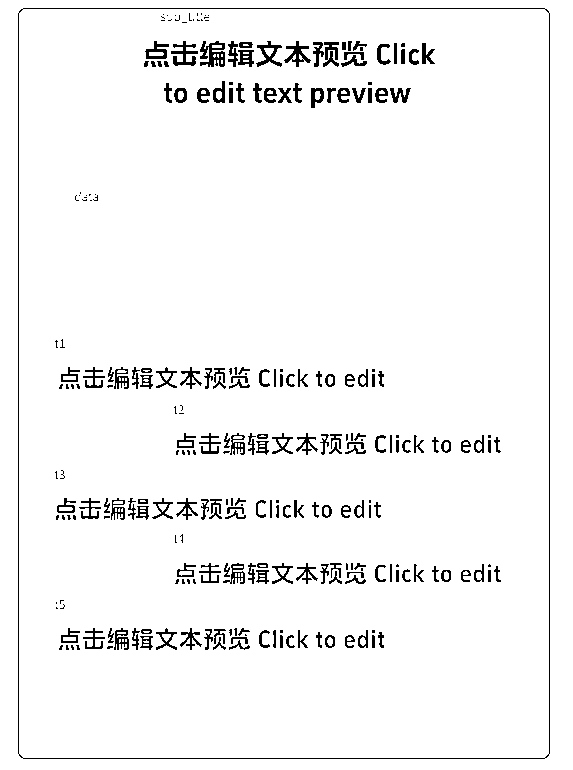 sub_title
点击编辑文本预览 Click
to edit text preview
data
t1
点击编辑文本预览 Click to edit
t2
点击编辑文本预览 Click to edit
t3
点击编辑文本预览 Click to edit
t4
点击编辑文本预览 Click to edit
t5
点击编辑文本预览 Click to edit